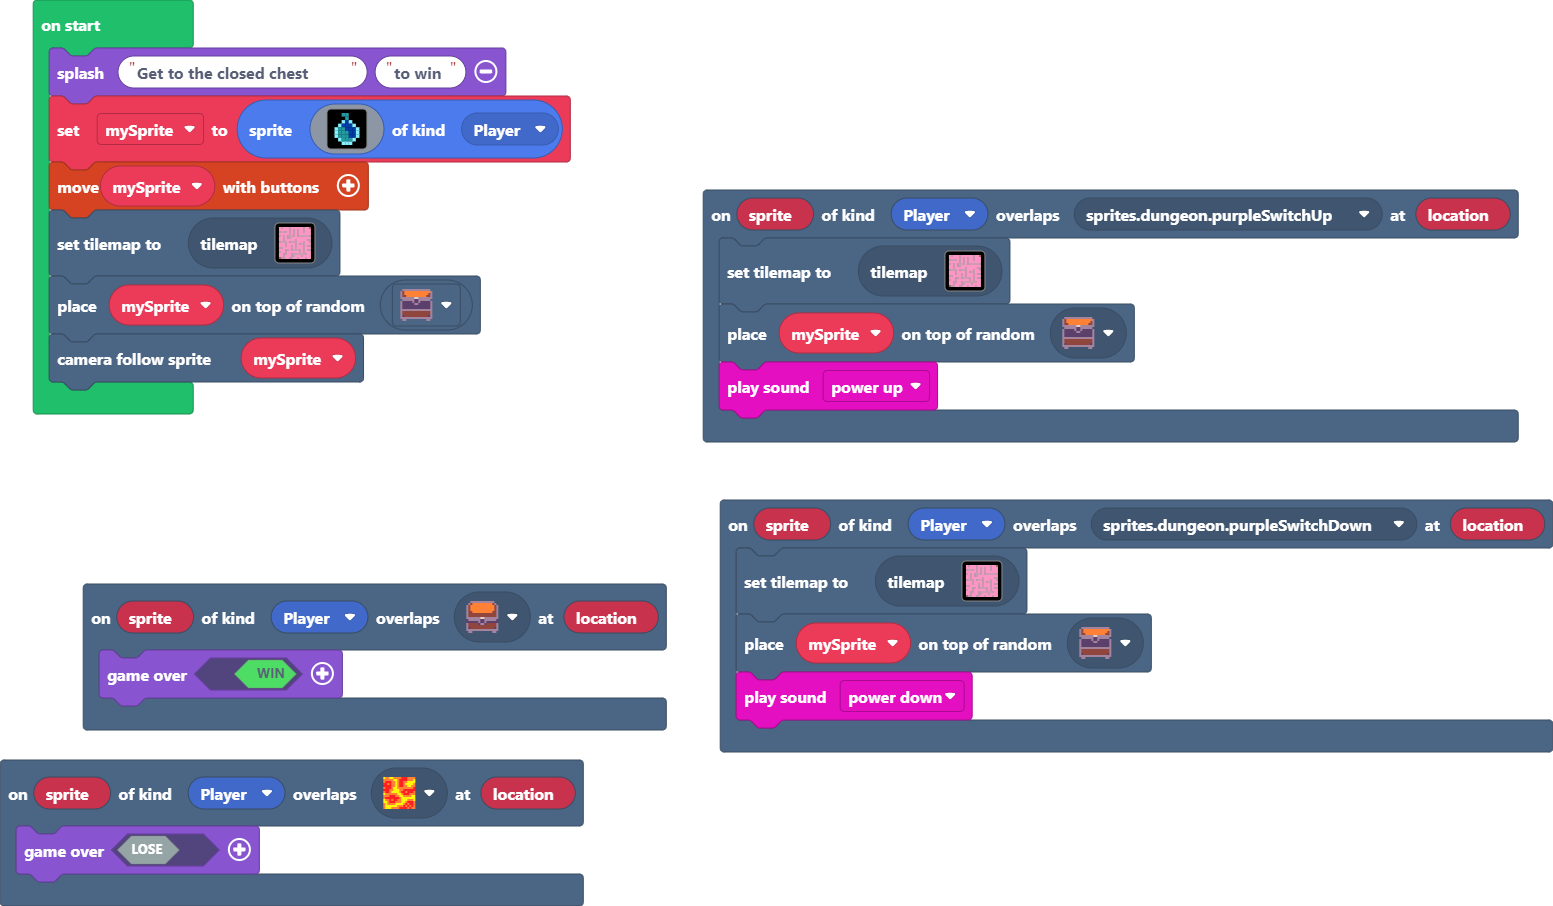 on start
splash "Get to the closed chest" "to win"
set mySprite to sprite of kind Player
move mySprite with buttons
set tilemap to tilemap
place mySprite on top of random
camera follow sprite mySprite
on sprite of kind Player overlaps sprites.dungeon.purpleSwitchUp at location
set tilemap to tilemap
place mySprite on top of random
play sound power up
on sprite of kind Player overlaps sprites.dungeon.purpleSwitchDown at location
set tilemap to tilemap
place mySprite on top of random
play sound power down
on sprite of kind Player overlaps at location
game over WIN
on sprite of kind Player overlaps at location
game over LOSE